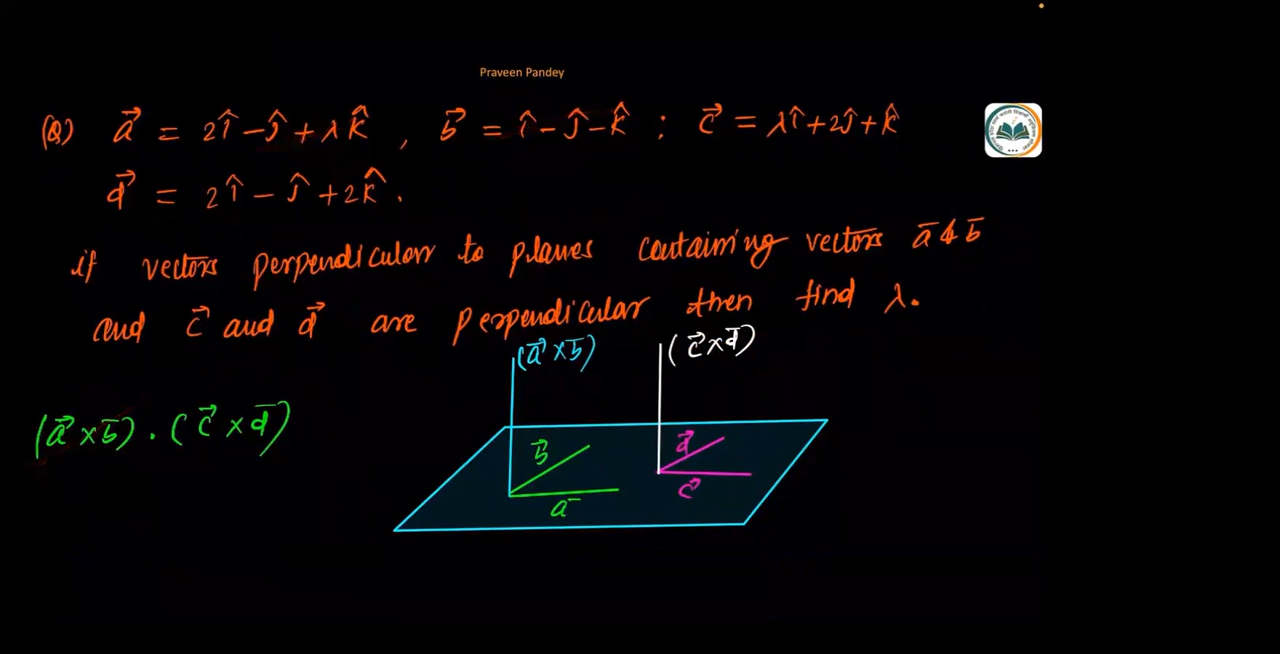 Praveen Pandey
(Q) a⃗ = 2î - ĵ + λk̂ , b⃗ = î - ĵ - k̂ : c⃗ = λî + 2ĵ + k̂
d⃗ = 2î - ĵ + 2k̂ .
if vectors perpendicular to planes containing vectors a̅ & b̅
and c⃗ and d⃗ are perpendicular then find λ.
(a⃗ × b̅) (c⃗ × d̅)
(a⃗ × b̅) . (c⃗ × d̅)
b⃗ d⃗
a̅ c⃗